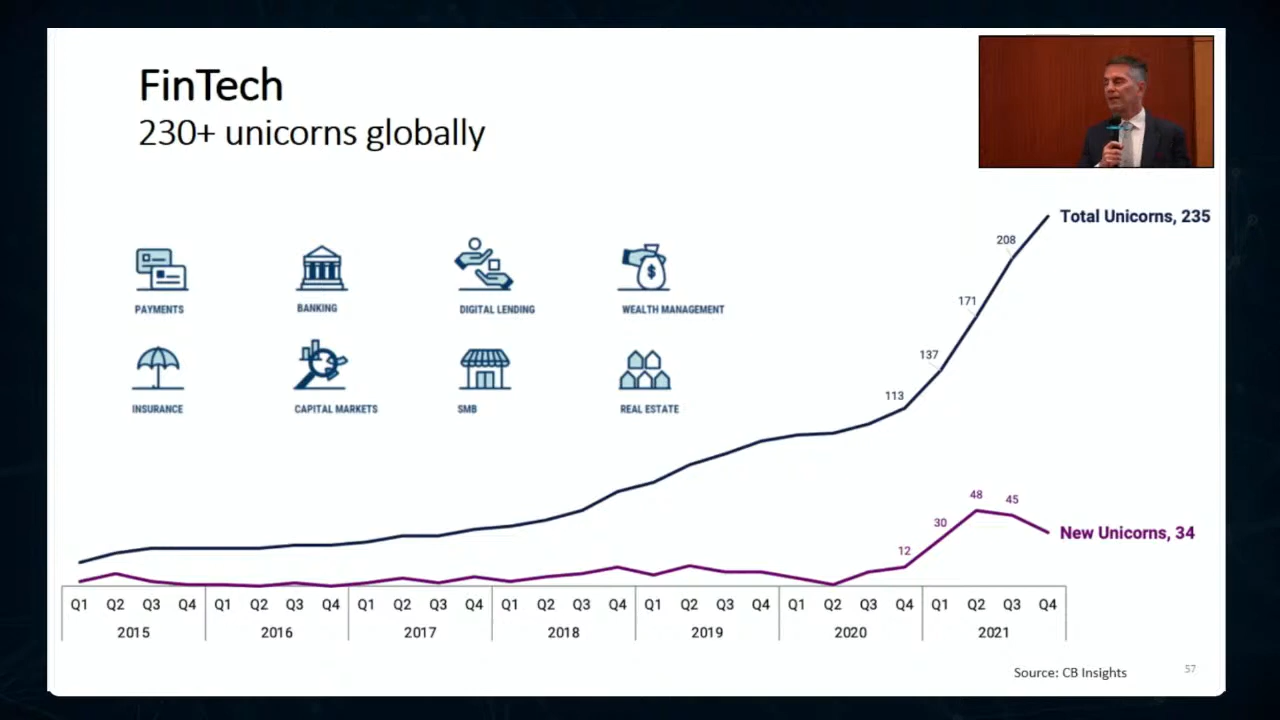 FinTech
230+ unicorns globally
PAYMENTS
BANKING
DIGITAL LENDING
WEALTH MANAGEMENT
INSURANCE
CAPITAL MARKETS
SMB
REAL ESTATE
Total Unicorns, 235
208
171
137
113
New Unicorns, 34
48
45
30
12
Q1 Q2 Q3 Q4 Q1 Q2 Q3 Q4 Q1 Q2 Q3 Q4 Q1 Q2 Q3 Q4 Q1 Q2 Q3 Q4 Q1 Q2 Q3 Q4 Q1 Q2 Q3 Q4
2015 2016 2017 2018 2019 2020 2021
Source: CB Insights
57